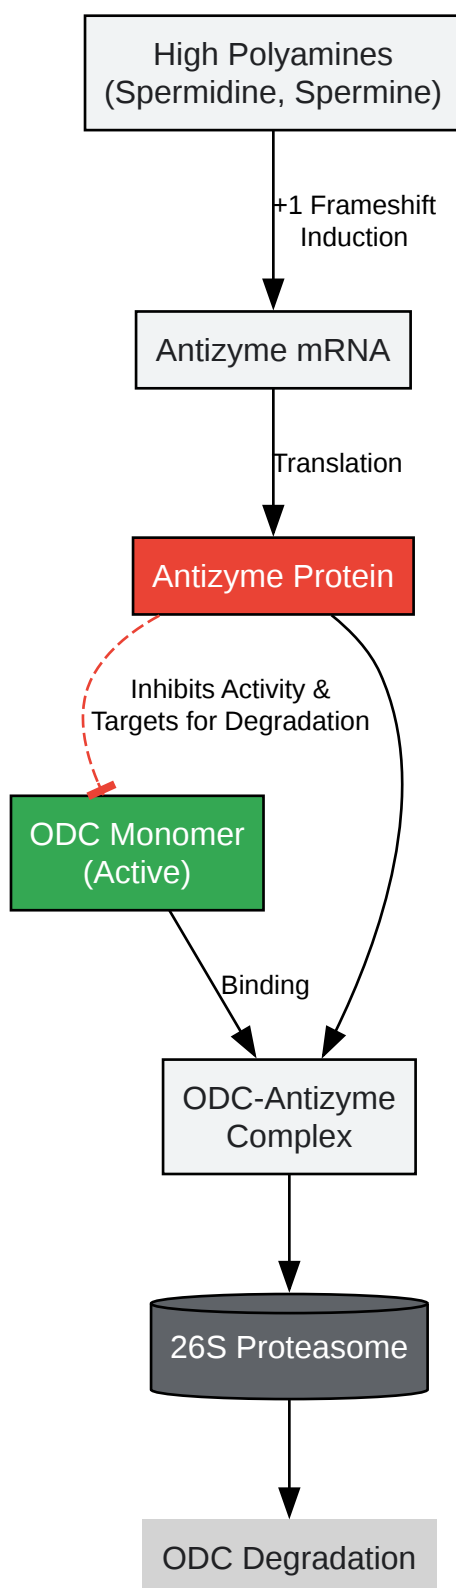 High Polyamines
(Spermidine, Spermine)
+1 Frameshift
Induction
Antizyme mRNA
Translation
Antizyme Protein
Inhibits Activity &
Targets for Degradation
ODC Monomer
(Active)
Binding
ODC-Antizyme
Complex
26S Proteasome
ODC Degradation